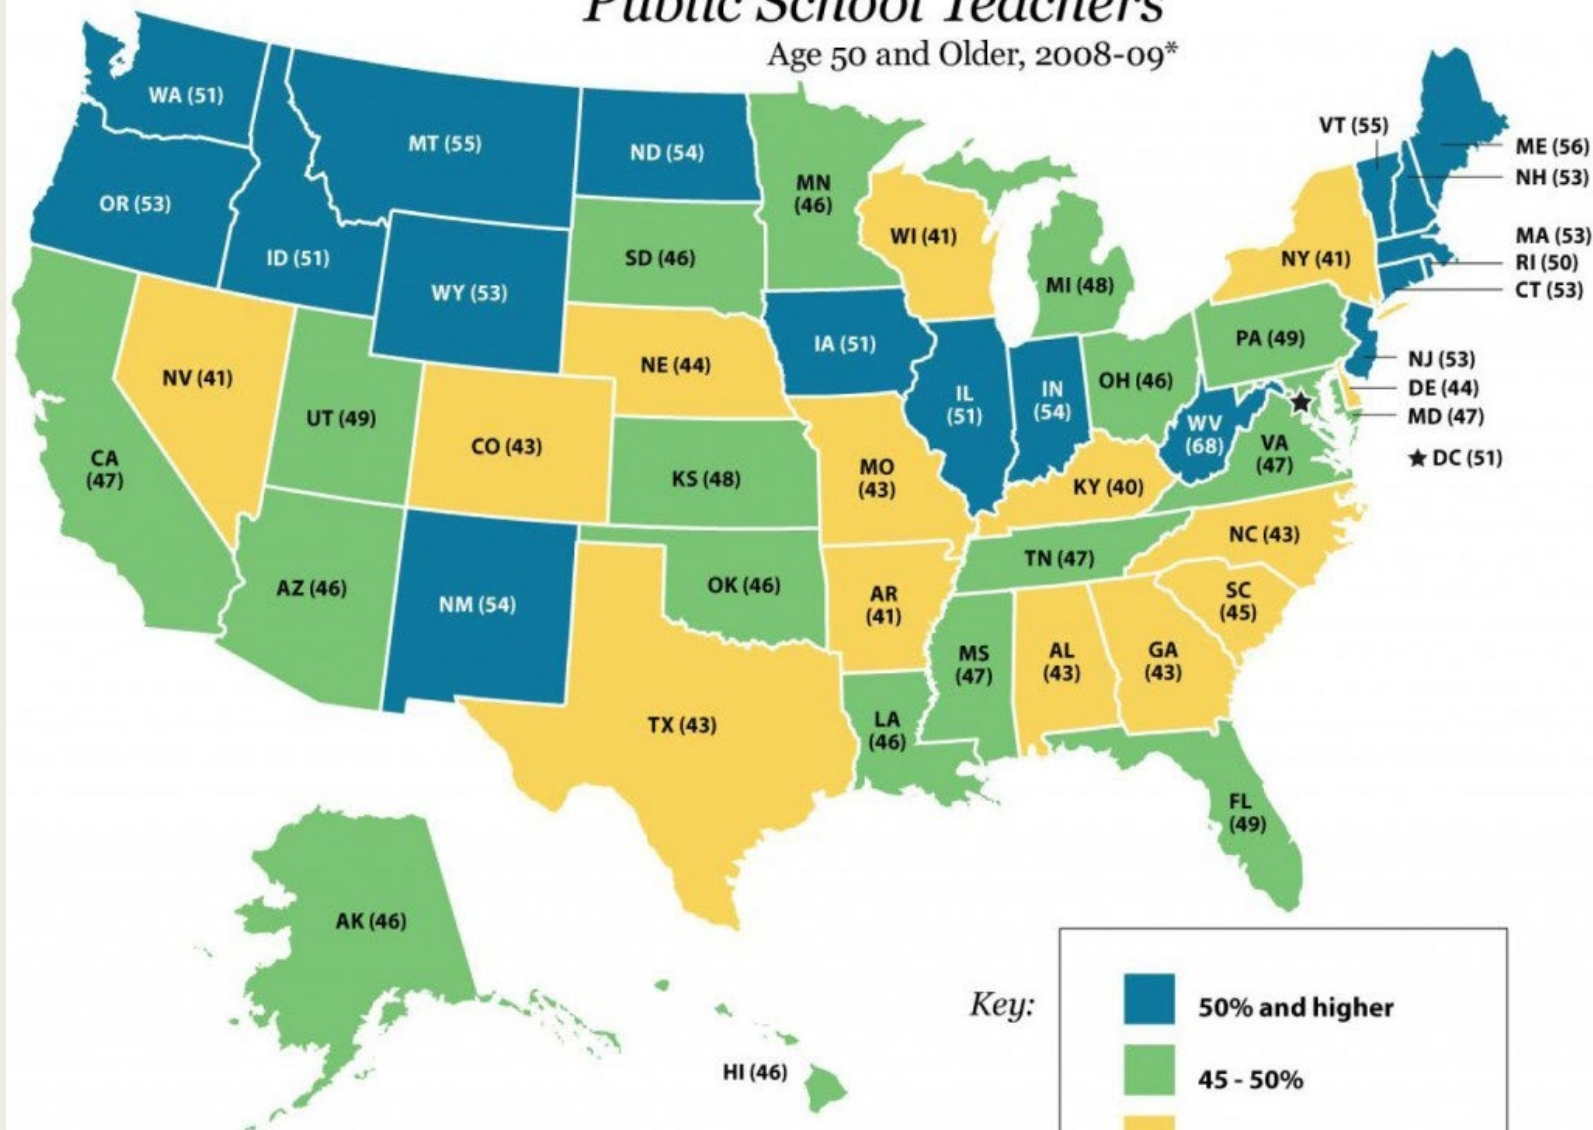 Public School Teachers
Age 50 and Older, 2008-09*
WA (51)
MT (55)
ND (54)
MN
(46)
VT (55)
ME (56)
NH (53)
OR (53)
ID (51)
WY (53)
SD (46)
WI (41)
MI (48)
NY (41)
MA (53)
RI (50)
CT (53)
NV (41)
UT (49)
CO (43)
NE (44)
IA (51)
IL
(51)
IN
(54)
OH (46)
PA (49)
NJ (53)
DE (44)
MD (47)
★ DC (51)
CA
(47)
KS (48)
MO
(43)
KY (40)
WV
(68)
VA
(47)
AZ (46)
NM (54)
OK (46)
AR
(41)
TN (47)
NC (43)
SC
(45)
TX (43)
LA
(46)
MS
(47)
AL
(43)
GA
(43)
FL
(49)
AK (46)
HI (46)
Key:
50% and higher
45 - 50%